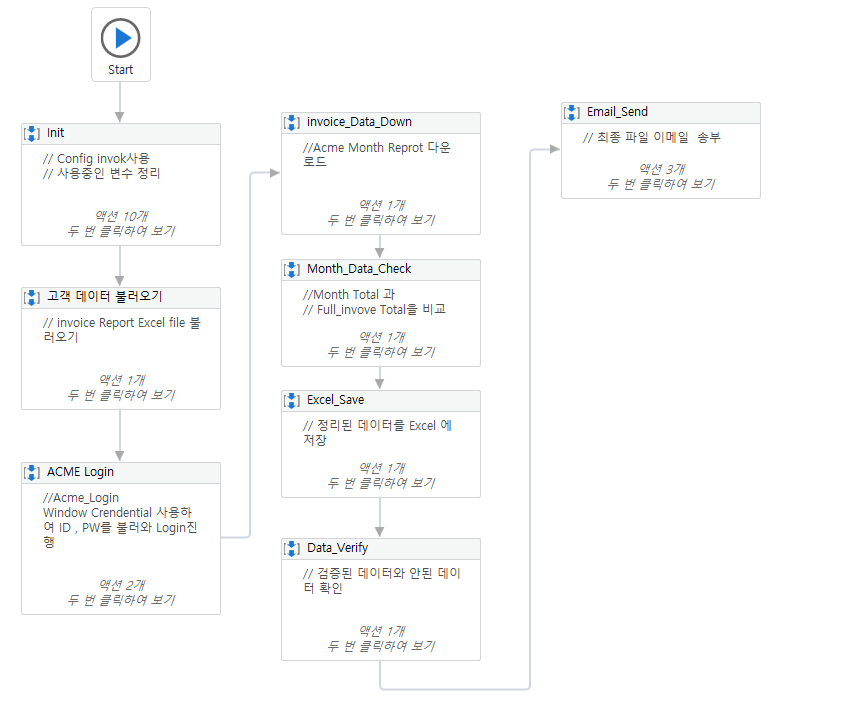 Start
Init
// Config invok사용
// 사용중인 변수 정리
액션 10개
두 번 클릭하여 보기
고객 데이터 불러오기
// invoice Report Excel file 불
러오기
액션 1개
두 번 클릭하여 보기
ACME Login
//Acme_Login
Window Crendential 사용하
여 ID , PW를 불러와 Login진
행
액션 2개
두 번 클릭하여 보기
invoice_Data_Down
//Acme Month Reprot 다운
로드
액션 1개
두 번 클릭하여 보기
Month_Data_Check
//Month Total 과
// Full_invove Total을 비교
액션 1개
두 번 클릭하여 보기
Excel_Save
// 정리된 데이터를 Excel 에
저장
액션 1개
두 번 클릭하여 보기
Data_Verify
// 검증된 데이터와 안된 데이
터 확인
액션 1개
두 번 클릭하여 보기
Email_Send
// 최종 파일 이메일  송부
액션 3개
두 번 클릭하여 보기